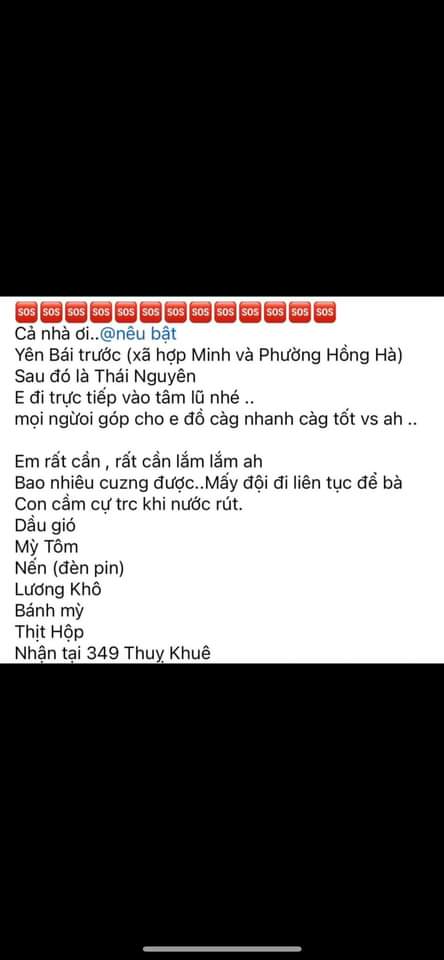 🆘🆘🆘🆘🆘🆘🆘🆘🆘🆘🆘🆘🆘
Cả nhà ơi..@nêu bật
Yên Bái trước (xã hợp Minh và Phường Hồng Hà)
Sau đó là Thái Nguyên
E đi trực tiếp vào tâm lũ nhé ..
mọi ngừoi góp cho e đồ càg nhanh càg tốt vs ah ..
Em rất cần , rất cần lắm lắm ah
Bao nhiêu cuzng được..Mấy đội đi liên tục để bà
Con cầm cự trc khi nước rút.
Dầu gió
Mỳ Tôm
Nến (đèn pin)
Lương Khô
Bánh mỳ
Thịt Hộp
Nhận tại 349 Thuỵ Khuê